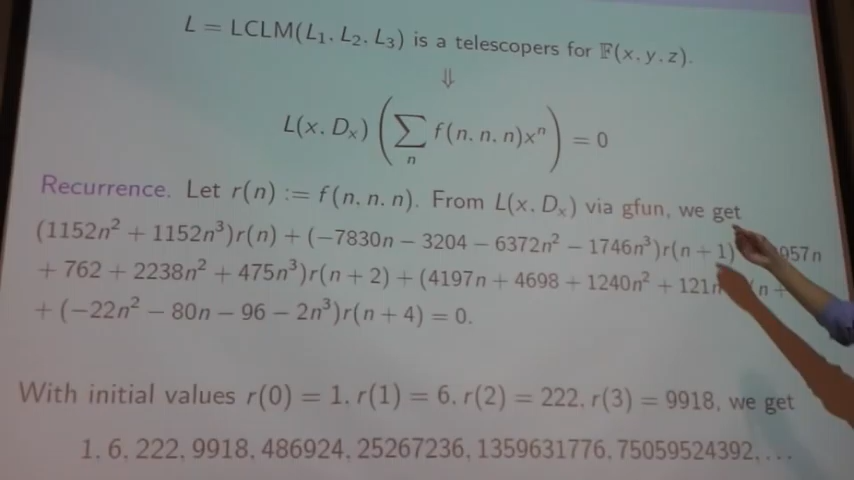 L = LCLM(L₁, L₂, L₃) is a telescopers for 𝔽(x, y, z).
⇓
L(x, Dₓ) (∑ₙ f(n, n, n)xⁿ) = 0
Recurrence. Let r(n) := f(n, n, n). From L(x, Dₓ) via gfun, we get
(1152n² + 1152n³)r(n) + (−7830n − 3204 − 6372n² − 1746n³)r(n + 1) 957n
+ 762 + 2238n² + 475n³)r(n + 2) + (4197n + 4698 + 1240n² + 121n (n +
+ (−22n² − 80n − 96 − 2n³)r(n + 4) = 0.
With initial values r(0) = 1, r(1) = 6, r(2) = 222, r(3) = 9918, we get
1, 6, 222, 9918, 486924, 25267236, 1359631776, 75059524392, . . .